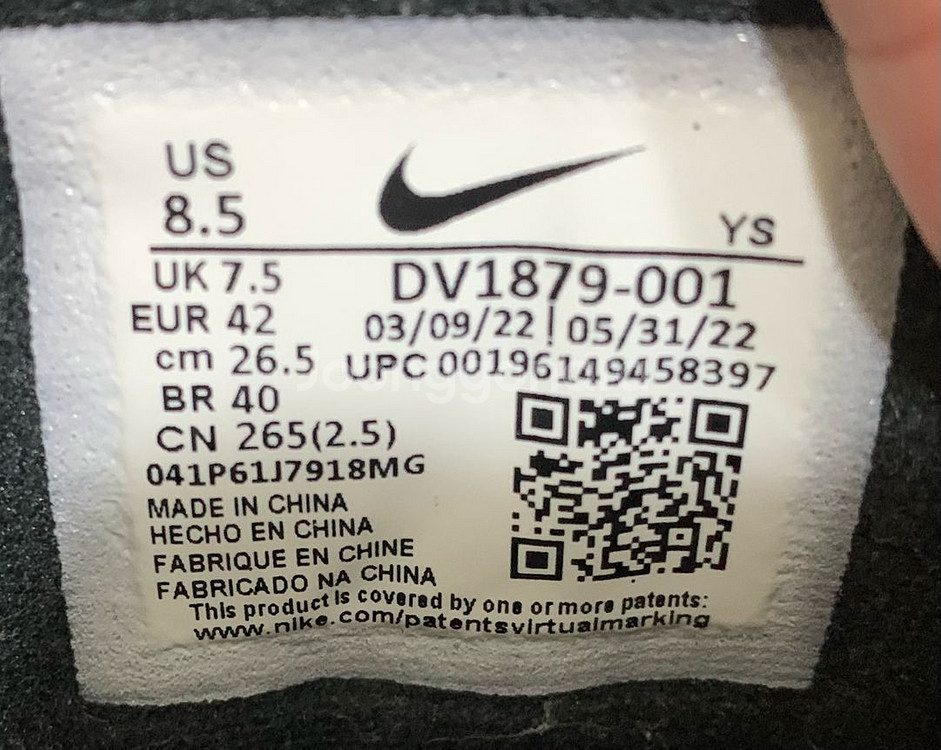 US
8.5
YS
UK 7.5
DV1879-001
EUR 42
03/09/22 | 05/31/22
cm 26.5
UPC 00196149458397
BR 40
CN 265(2.5)
041P61J7918MG
MADE IN CHINA
HECHO EN CHINA
FABRIQUE EN CHINE
FABRICADO NA CHINA
This product is covered by one or more patents:
www.nike.com/patentsvirtualmarking